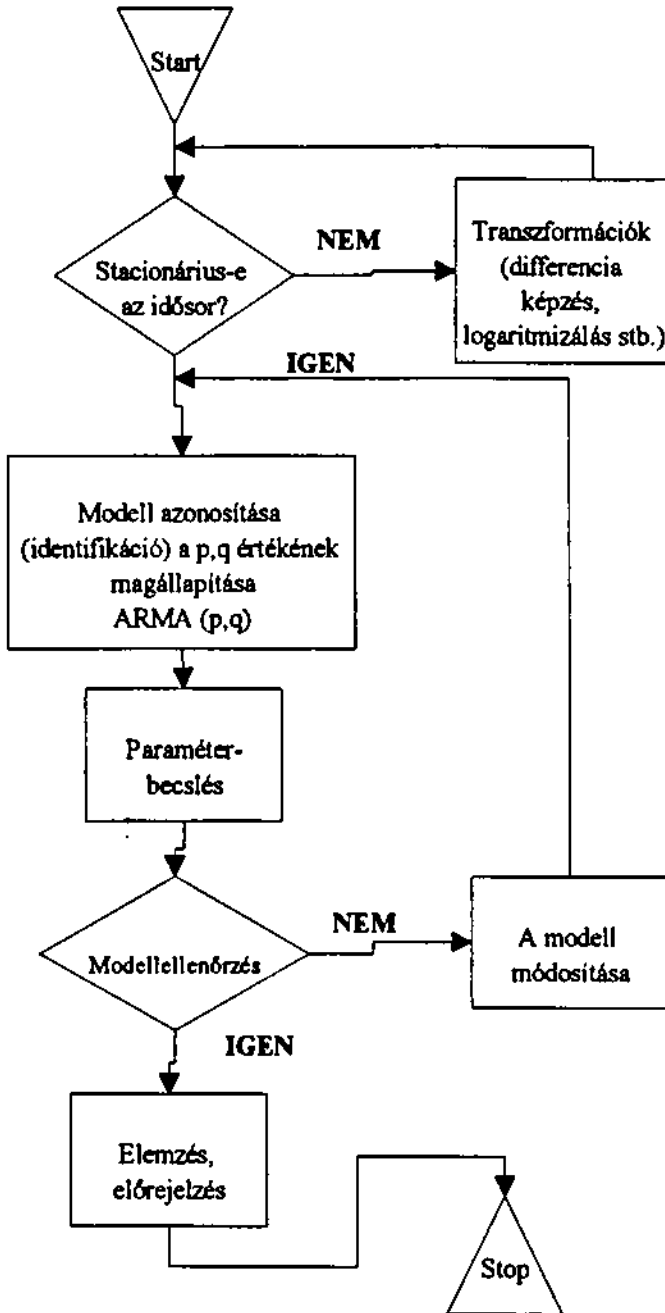 Start
Stacionárius-e
az idősor?
NEM
Transzformációk
(differencia
képzés,
logaritmizálás stb.)
IGEN
Modell azonosítása
(identifikáció) a p,q értékének
magállapítása
ARMA (p,q)
Paraméter-
becslés
Modellellenőrzés
NEM
A modell
módosítása
IGEN
Elemzés,
előrejelzés
Stop